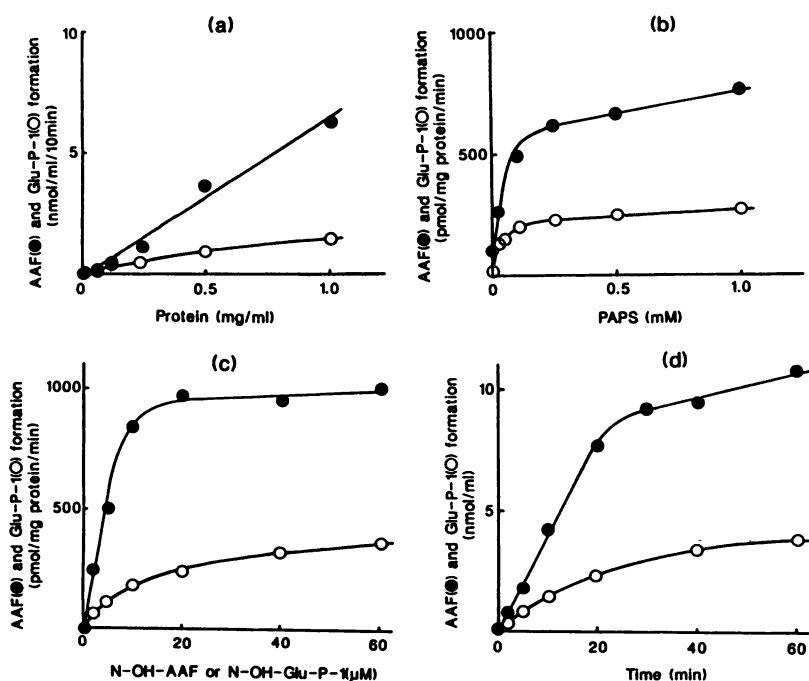 (a)
AAF(●) and Glu-P-1(○) formation
(nmol/ml/10min)
10
5
0
0.5
1.0
Protein (mg/ml)
(b)
AAF(●) and Glu-P-1(○) formation
(pmol/mg protein/min)
1000
500
0
0.5
1.0
PAPS (mM)
(c)
AAF(●) and Glu-P-1(○) formation
(pmol/mg protein/min)
1000
500
0
20
40
60
N-OH-AAF or N-OH-Glu-P-1(μM)
(d)
AAF(●) and Glu-P-1(○) formation
(nmol/ml)
10
5
0
20
40
60
Time (min)